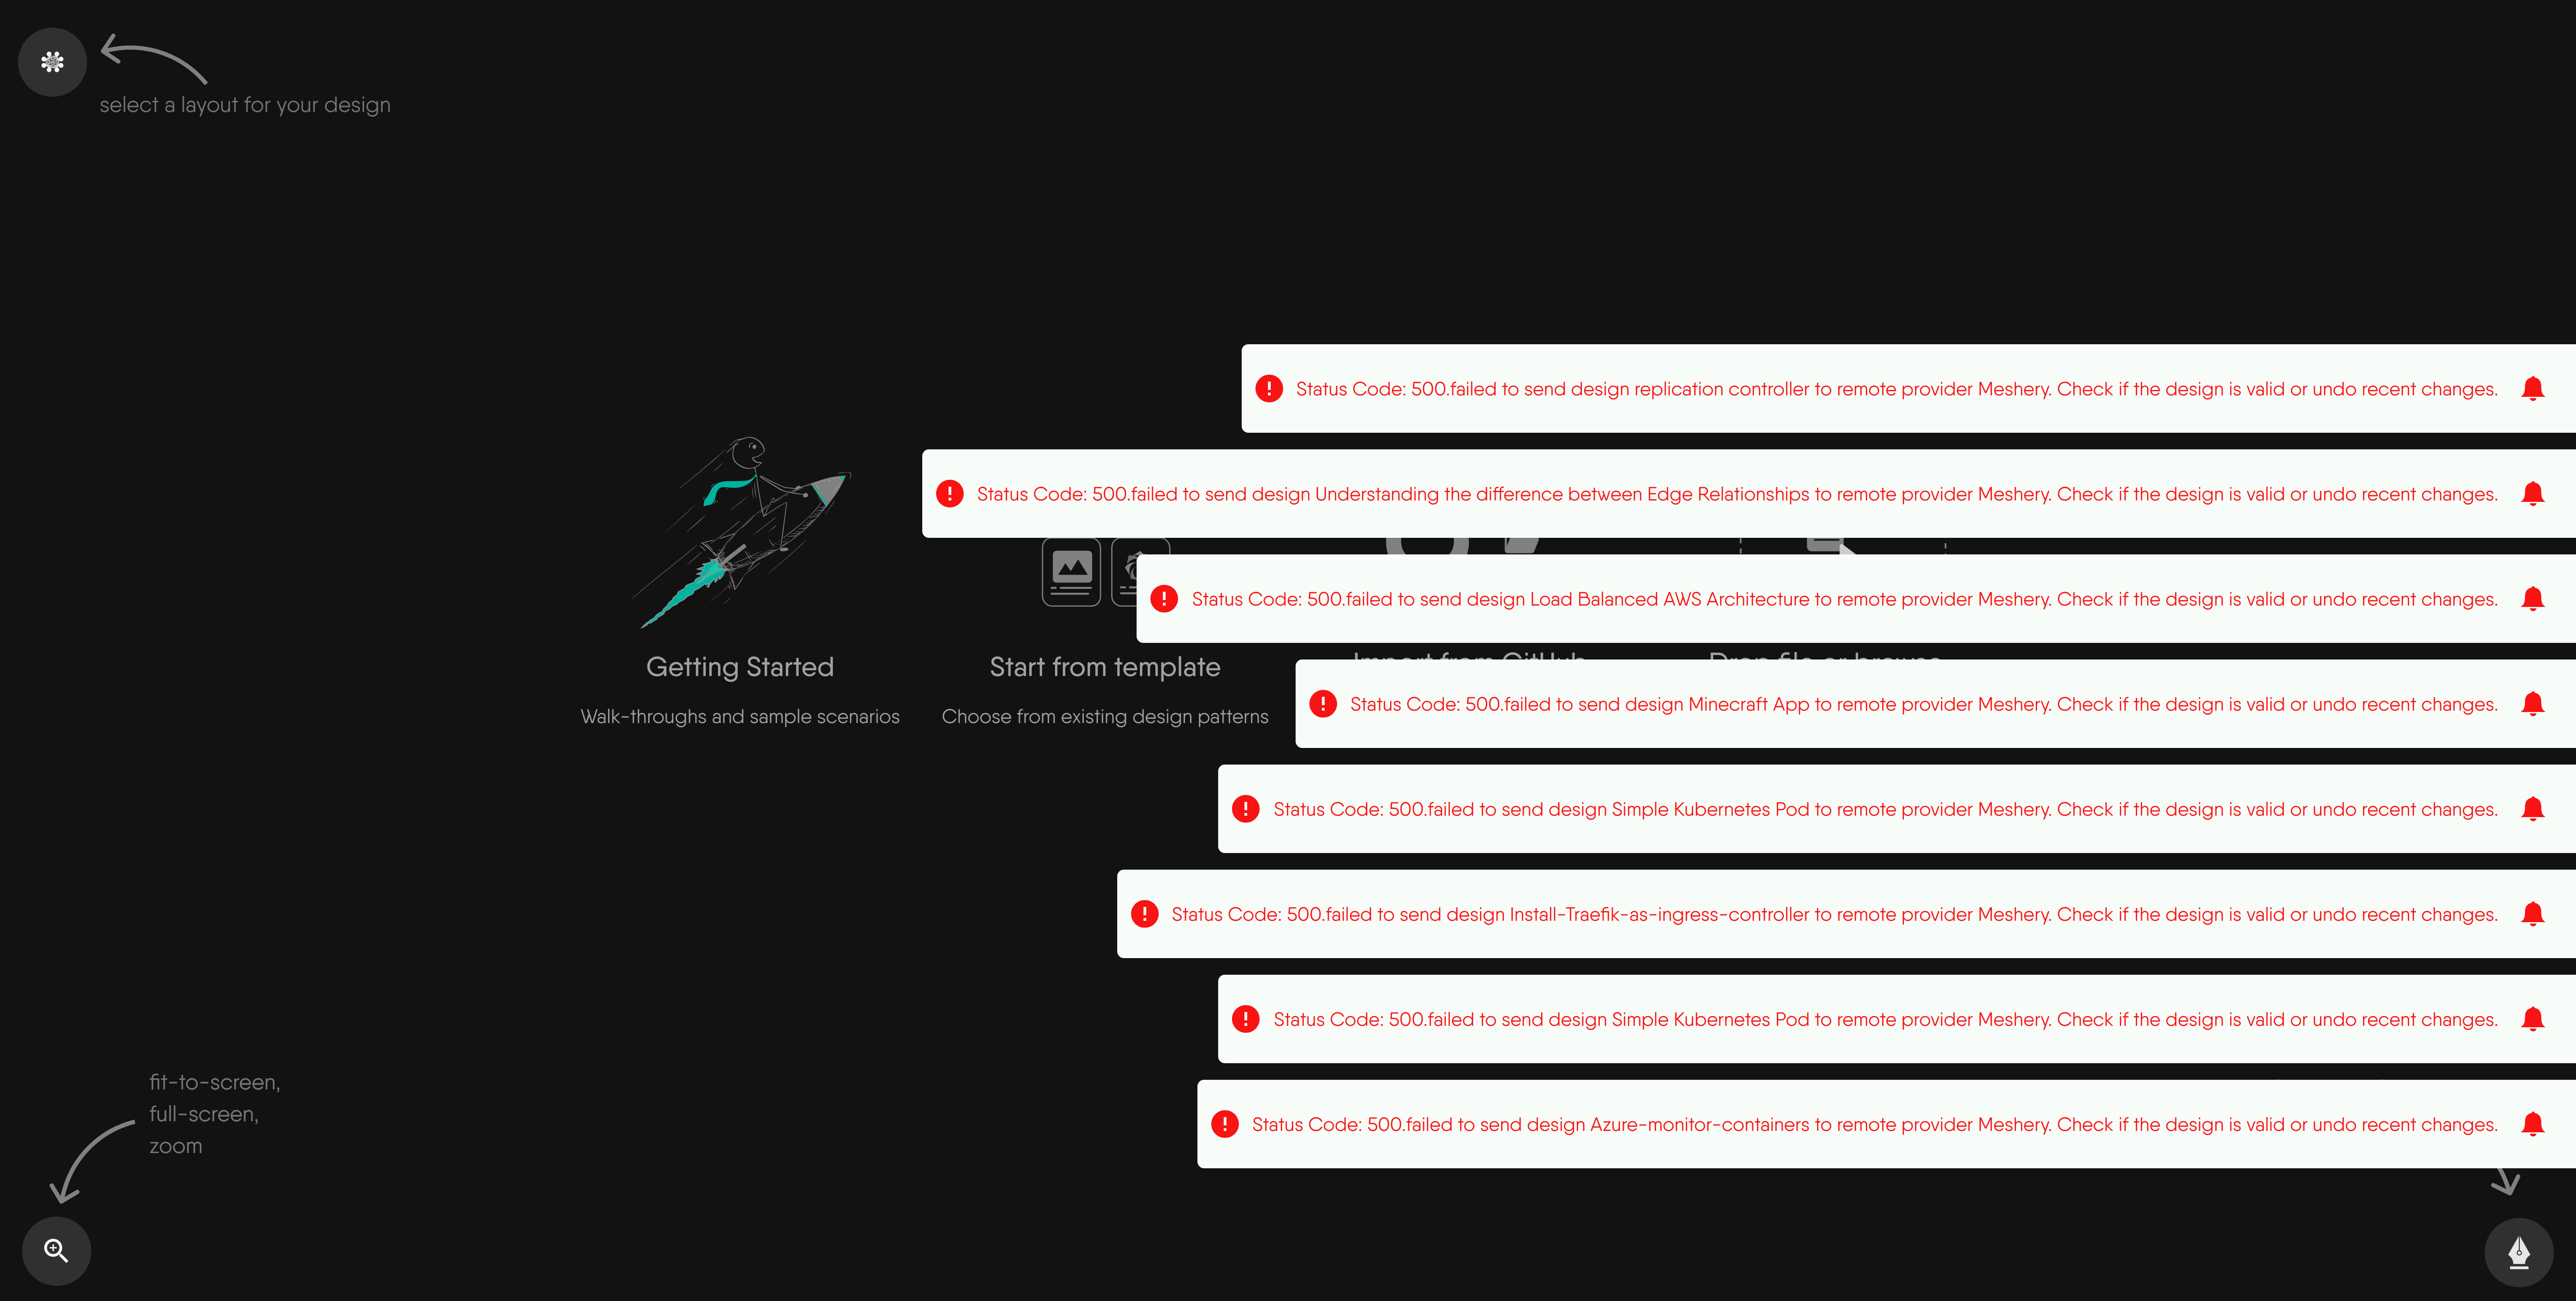 select a layout for your design
Status Code: 500.failed to send design replication controller to remote provider Meshery. Check if the design is valid or undo recent changes.
Status Code: 500.failed to send design Understanding the difference between Edge Relationships to remote provider Meshery. Check if the design is valid or undo recent changes.
Status Code: 500.failed to send design Load Balanced AWS Architecture to remote provider Meshery. Check if the design is valid or undo recent changes.
Getting Started
Start from template
Import from GitHub
Drop file or browse
Status Code: 500.failed to send design Minecraft App to remote provider Meshery. Check if the design is valid or undo recent changes.
Walk-throughs and sample scenarios
Choose from existing design patterns
Status Code: 500.failed to send design Simple Kubernetes Pod to remote provider Meshery. Check if the design is valid or undo recent changes.
Status Code: 500.failed to send design Install-Traefik-as-ingress-controller to remote provider Meshery. Check if the design is valid or undo recent changes.
Status Code: 500.failed to send design Simple Kubernetes Pod to remote provider Meshery. Check if the design is valid or undo recent changes.
Status Code: 500.failed to send design Azure-monitor-containers to remote provider Meshery. Check if the design is valid or undo recent changes.
fit-to-screen,
full-screen,
zoom